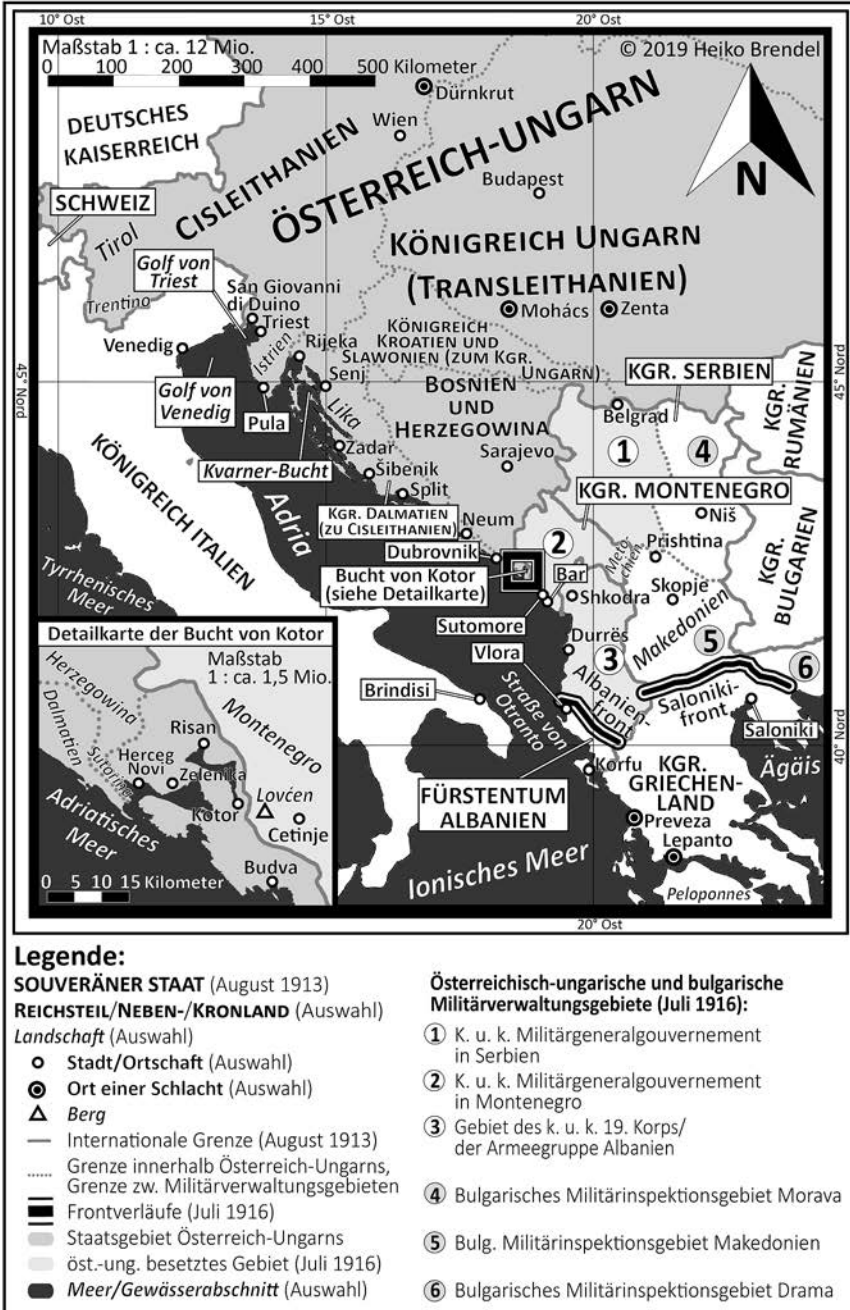 10° Ost
15° Ost
20° Ost
Maßstab 1 : ca. 12 Mio.
0 100 200 300 400 500 Kilometer
© 2019 Heiko Brendel
DEUTSCHES
KAISERREICH
Dürnkrut
Wien
CISLEITHANIEN
ÖSTERREICH-UNGARN
Budapest
N
SCHWEIZ
Tirol
KÖNIGREICH UNGARN
(TRANSLEITHANIEN)
Golf von
Triest
San Giovanni
di Duino
Trentino
Triest
Mohács
Zenta
Venedig
Istrien
Rijeka
KÖNIGREICH
KROATIEN UND
SLAWONIEN (ZUM KGR.
UNGARN)
Senj
45° Nord
45° Nord
Golf von
Venedig
Pula
Lika
BOSNIEN
UND
HERZEGOWINA
KGR. SERBIEN
Belgrad
KGR.
RUMÄNIEN
Zadar
Kvarner-Bucht
Šibenik
Sarajevo
1
4
KÖNIGREICH ITALIEN
Adria
Split
KGR. DALMATIEN
(ZU CISLEITHANIEN)
KGR. MONTENEGRO
Niš
Neum
2
Dubrovnik
Metochien
Prishtina
KGR.
BULGARIEN
Bucht von Kotor
(siehe Detailkarte)
Bar
Shkodra
Skopje
Tyrrhenisches
Meer
Sutomore
Makedonien
Vlora
Durrës
3
5
6
Albanienfront
Salonikifront
Brindisi
Straße von
Otranto
Saloniki
40° Nord
Korfu
Ägäis
FÜRSTENTUM
ALBANIEN
KGR.
GRIECHEN-
LAND
Preveza
Lepanto
Ionisches Meer
Peloponnes
20° Ost
Detailkarte der Bucht von Kotor
Maßstab
1 : ca. 1,5 Mio.
Herzegowina
Dalmatien
Sutorina
Montenegro
Risan
Herceg
Novi
Zelenika
Kotor
Lovćen
Cetinje
Adriatisches
Meer
Budva
0 5 10 15 Kilometer
Legende:
SOUVERÄNER STAAT (August 1913)
REICHSTEIL/NEBEN-/KRONLAND (Auswahl)
Landschaft (Auswahl)
Stadt/Ortschaft (Auswahl)
Ort einer Schlacht (Auswahl)
Berg
Internationale Grenze (August 1913)
Grenze innerhalb Österreich-Ungarns,
Grenze zw. Militärverwaltungsgebieten
Frontverläufe (Juli 1916)
Staatsgebiet Österreich-Ungarns
öst.-ung. besetztes Gebiet (Juli 1916)
Meer/Gewässerabschnitt (Auswahl)
Österreichisch-ungarische und bulgarische
Militärverwaltungsgebiete (Juli 1916):
1 K. u. k. Militärgeneralgouvernement
in Serbien
2 K. u. k. Militärgeneralgouvernement
in Montenegro
3 Gebiet des k. u. k. 19. Korps/
der Armeegruppe Albanien
4 Bulgarisches Militärinspektionsgebiet Morava
5 Bulg. Militärinspektionsgebiet Makedonien
6 Bulgarisches Militärinspektionsgebiet Drama